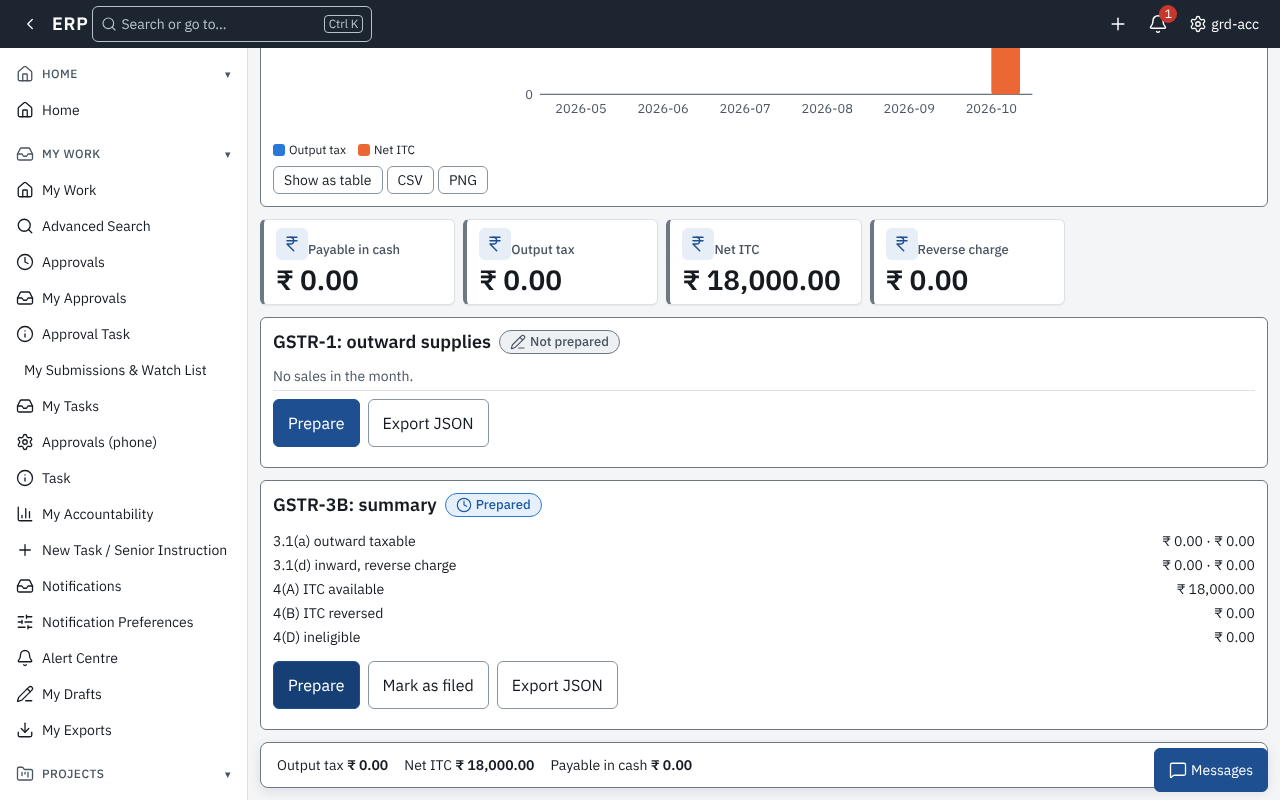 ERP
Search or go to...
Ctrl K
1
grd-acc
HOME
Home
MY WORK
My Work
Advanced Search
Approvals
My Approvals
Approval Task
My Submissions & Watch List
My Tasks
Approvals (phone)
Task
My Accountability
New Task / Senior Instruction
Notifications
Notification Preferences
Alert Centre
My Drafts
My Exports
PROJECTS
0
2026-05 2026-06 2026-07 2026-08 2026-09 2026-10
Output tax Net ITC
Show as table CSV PNG
₹ Payable in cash
₹ 0.00
₹ Output tax
₹ 0.00
₹ Net ITC
₹ 18,000.00
₹ Reverse charge
₹ 0.00
GSTR-1: outward supplies Not prepared
No sales in the month.
Prepare Export JSON
GSTR-3B: summary Prepared
3.1(a) outward taxable ₹ 0.00 · ₹ 0.00
3.1(d) inward, reverse charge ₹ 0.00 · ₹ 0.00
4(A) ITC available ₹ 18,000.00
4(B) ITC reversed ₹ 0.00
4(D) ineligible ₹ 0.00
Prepare Mark as filed Export JSON
Output tax ₹ 0.00 Net ITC ₹ 18,000.00 Payable in cash ₹ 0.00
Messages